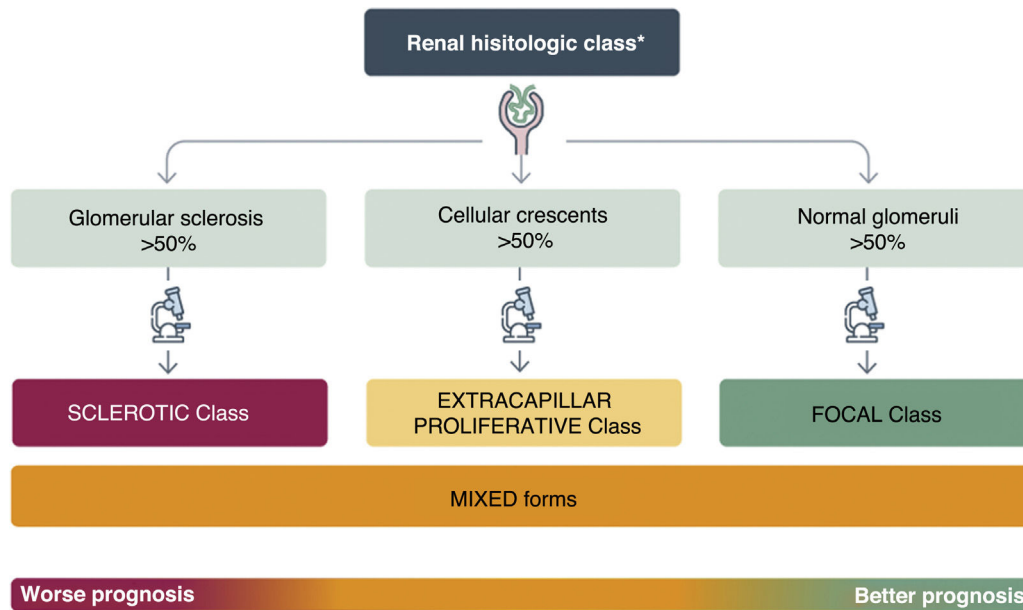 Renal hisitologic class*
Glomerular sclerosis
>50%
Cellular crescents
>50%
Normal glomeruli
>50%
SCLEROTIC Class
EXTRACAPILLAR
PROLIFERATIVE Class
FOCAL Class
MIXED forms
Worse prognosis
Better prognosis